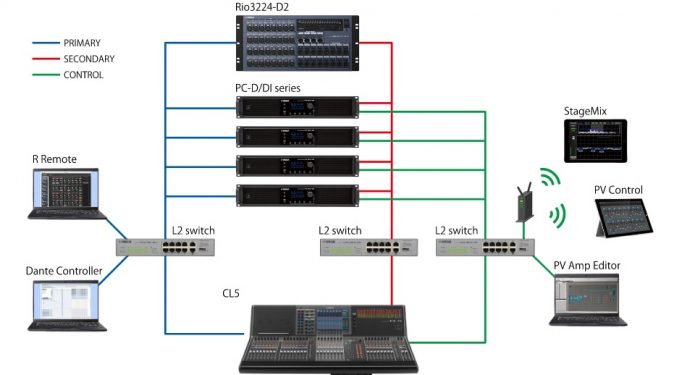 Rio3224-D2
PRIMARY
SECONDARY
CONTROL
PC-D/DI series
StageMix
R Remote
PV Control
L2 switch
L2 switch
L2 switch
Dante Controller
PV Amp Editor
CL5